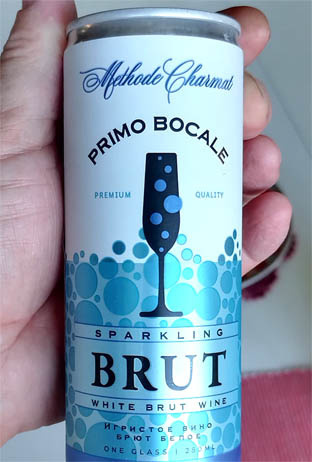 Methode Charmat
PRIMO BOCALE
PREMIUM QUALITY
SPARKLING
BRUT
WHITE BRUT WINE
Игристое вино
брют белое
ONE GLASS | 250ML